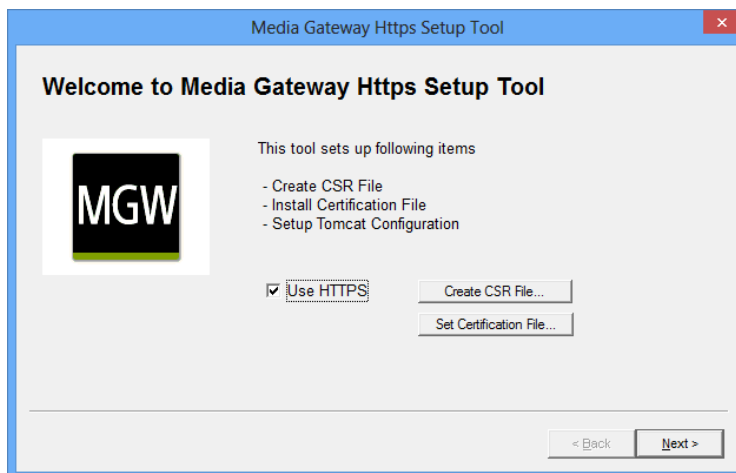 Media Gateway Https Setup Tool
Welcome to Media Gateway Https Setup Tool
MGW
This tool sets up following items
- Create CSR File
- Install Certification File
- Setup Tomcat Configuration
Use HTTPS
Create CSR File...
Set Certification File...
< Back
Next >